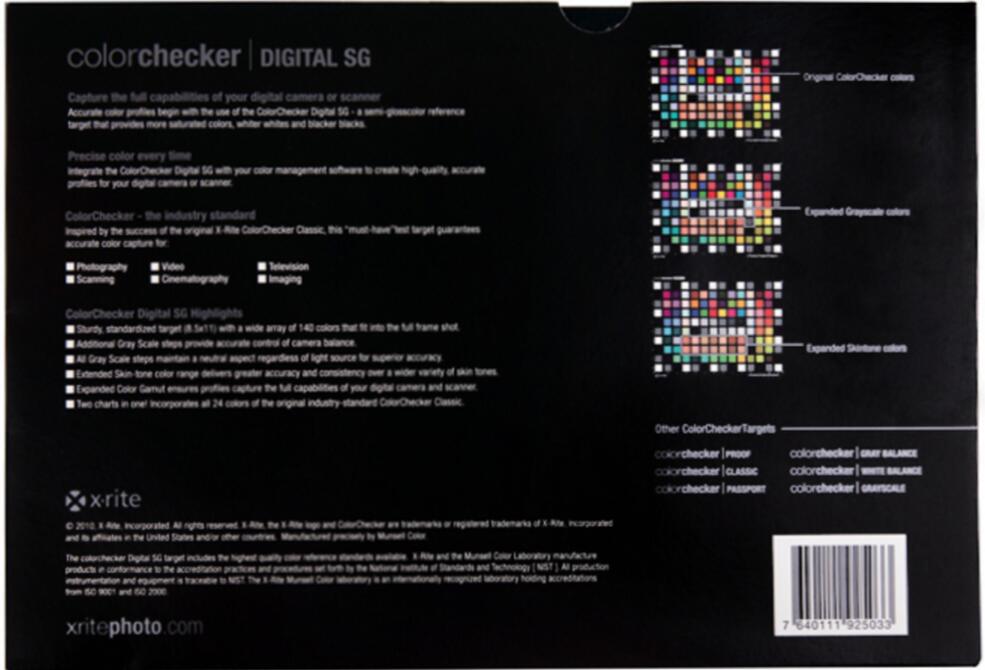 colorchecker | DIGITAL SG
Capture the full capabilities of your digital camera or scanner
Accurate color profiles begin with the use of the ColorChecker Digital SG - a semi-glosscolor reference
target that provides more saturated colors, whiter whites and blacker blacks.
Precise color every time
Integrate the ColorChecker Digital SG with your color management software to create high-quality, accurate
profiles for your digital camera or scanner.
ColorChecker - the industry standard
Inspired by the success of the original X-Rite ColorChecker Classic, this "must-have"test target guarantees
accurate color capture for:
Photography Video Television
Scanning Cinematography Imaging
ColorChecker Digital SG Highlights
Sturdy, standardized target (8.5x11) with a wide array of 140 colors that fit into the full frame shot.
Additional Gray Scale steps provide accurate control of camera balance.
All Gray Scale steps maintain a neutral aspect regardless of light source for superior accuracy.
Extended Skin-tone color range delivers greater accuracy and consistency over a wider variety of skin tones.
Expanded Color Gamut ensures profiles capture the full capabilities of your digital camera and scanner.
Two charts in one! Incorporates all 24 colors of the original industry-standard ColorChecker Classic.
x·rite
© 2010, X-Rite, Incorporated. All rights reserved. X-Rite, the X-Rite logo and ColorChecker are trademarks or registered trademarks of X-Rite, Incorporated
and its affiliates in the United States and/or other countries. Manufactured precisely by Munsell Color.
The colorchecker Digital SG target includes the highest quality color reference standards available. X-Rite and the Munsell Color Laboratory manufacture
products in conformance to the accreditation practices and procedures set forth by the National Institute of Standards and Technology [ NIST ]. All production
instrumentation and equipment is traceable to NIST. The X-Rite Munsell Color laboratory is an internationally recognized laboratory holding accreditations
from ISO 9001 and ISO 2000.
xritephoto.com
Original ColorChecker colors
Expanded Grayscale colors
Expanded Skintone colors
Other ColorCheckerTargets
colorchecker | PROOF colorchecker | GRAY BALANCE
colorchecker | CLASSIC colorchecker | WHITE BALANCE
colorchecker | PASSPORT colorchecker | GRAYSCALE
7 640111 925033